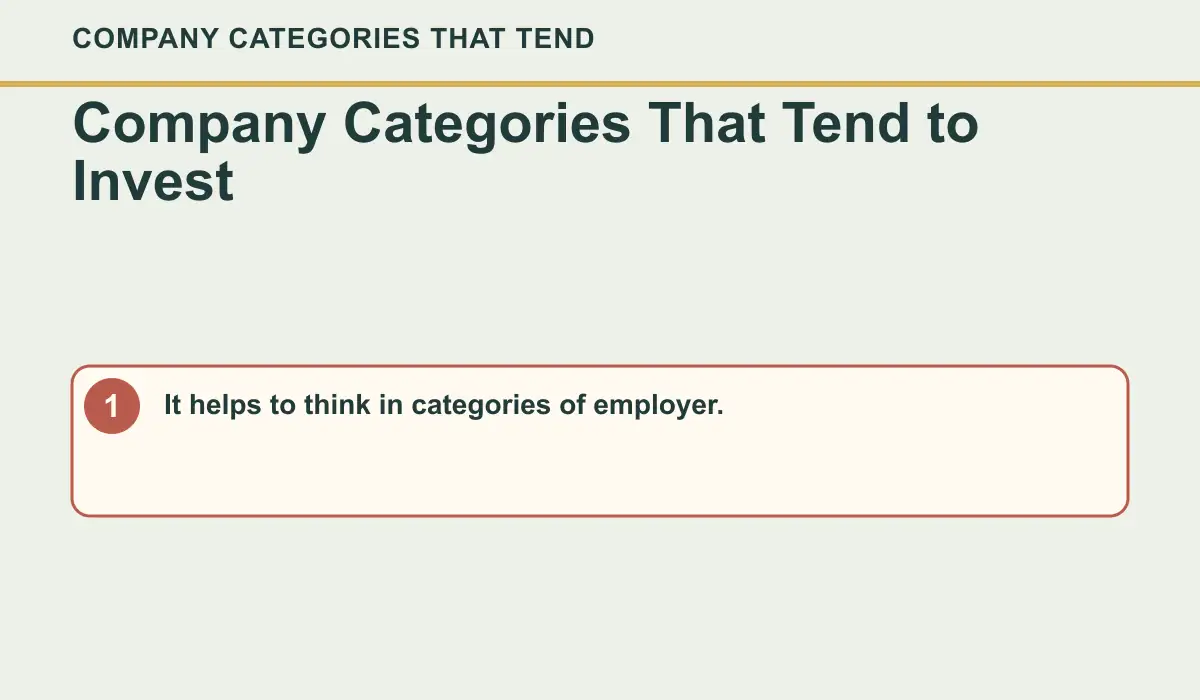 COMPANY CATEGORIES THAT TEND
Company Categories That Tend to
Invest
1 It helps to think in categories of employer.